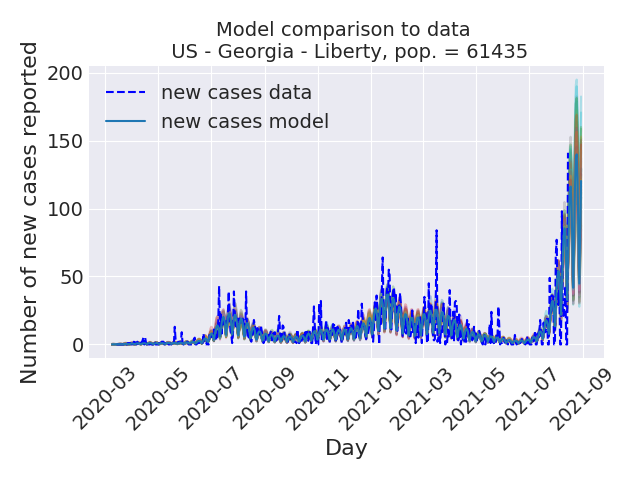 Model comparison to data
US - Georgia - Liberty, pop. = 61435
Number of new cases reported
200
150
100
50
0
new cases data
new cases model
2020-03
2020-05
2020-07
2020-09
2020-11
2021-01
2021-03
2021-05
2021-07
2021-09
Day